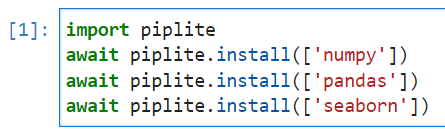 [1]: import piplite
await piplite.install(['numpy'])
await piplite.install(['pandas'])
await piplite.install(['seaborn'])